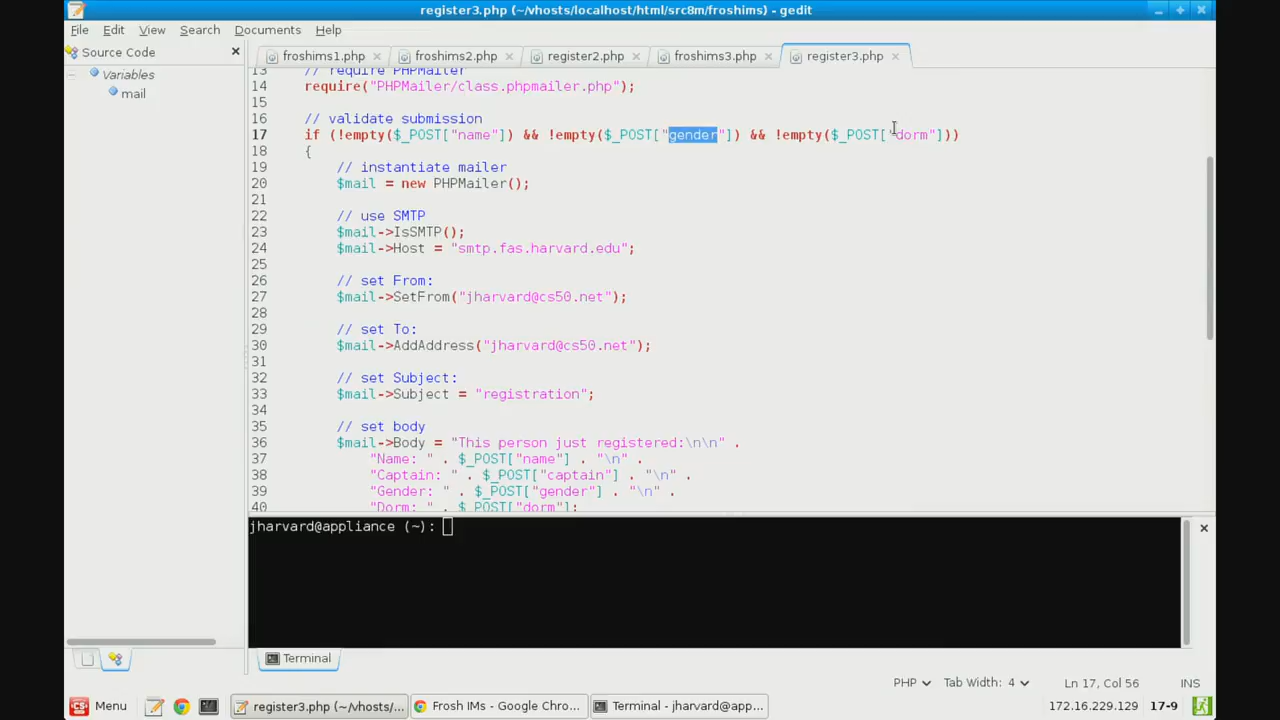 register3.php (~/vhosts/localhost/html/src8m/froshims) - gedit
File Edit View Search Documents Help
Source Code
froshims1.php froshims2.php register2.php froshims3.php register3.php
Variables
mail
13 // require PHPMailer
14 require("PHPMailer/class.phpmailer.php");
15
16 // validate submission
17 if (!empty($_POST["name"]) && !empty($_POST["gender"]) && !empty($_POST["dorm"]))
18 {
19 // instantiate mailer
20 $mail = new PHPMailer();
21
22 // use SMTP
23 $mail->IsSMTP();
24 $mail->Host = "smtp.fas.harvard.edu";
25
26 // set From:
27 $mail->SetFrom("jharvard@cs50.net");
28
29 // set To:
30 $mail->AddAddress("jharvard@cs50.net");
31
32 // set Subject:
33 $mail->Subject = "registration";
34
35 // set body
36 $mail->Body = "This person just registered:\n\n" .
37 "Name: " . $_POST["name"] . "\n" .
38 "Captain: " . $_POST["captain"] . "\n" .
39 "Gender: " . $_POST["gender"] . "\n" .
40 "Dorm: " . $_POST["dorm"];
jharvard@appliance (~):
Terminal
PHP Tab Width: 4 Ln 17, Col 56 INS
Menu register3.php (~/vhosts/... Frosh IMs - Google Chro... Terminal - jharvard@app... 172.16.229.129 17-9